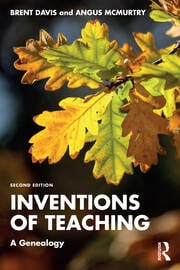 BRENT DAVIS AND ANGUS MCMURTRY
SECOND EDITION
INVENTIONS
OF TEACHING
A Genealogy
R